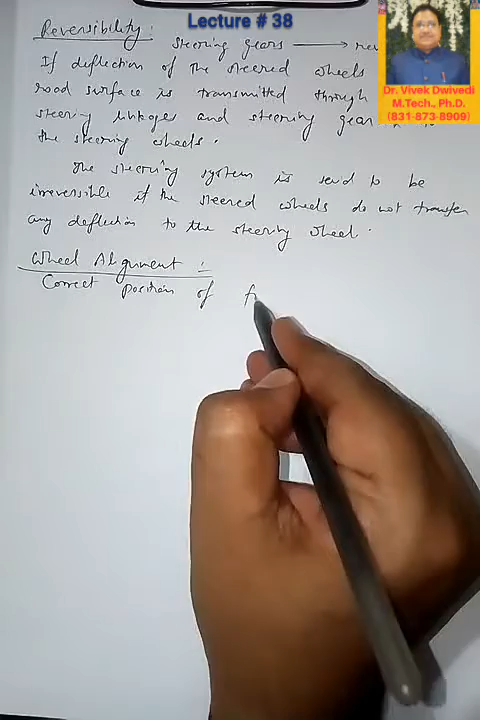 Lecture # 38
Dr. Vivek Dwivedi
M.Tech., Ph.D.
(831-873-8909)
Reversibility : Steering gears ⟶ rev
If deflection of the steered wheels
road surface is transmitted through
steering linkages and steering gear
the steering wheels.
The steering system is said to be
irreversible if the steered wheels do not transfer
any deflection to the steering wheel.
Wheel Alignment :-
Correct position of f